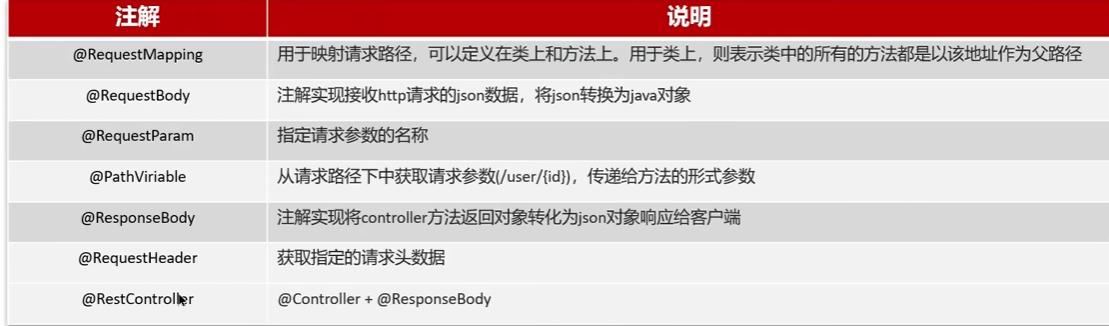 注解 说明
@RequestMapping 用于映射请求路径，可以定义在类上和方法上。用于类上，则表示类中的所有的方法都是以该地址作为父路径
@RequestBody 注解实现接收http请求的json数据，将json转换为java对象
@RequestParam 指定请求参数的名称
@PathViriable 从请求路径下中获取请求参数(/user/{id})，传递给方法的形式参数
@ResponseBody 注解实现将controller方法返回对象转化为json对象响应给客户端
@RequestHeader 获取指定的请求头数据
@RestController @Controller + @ResponseBody